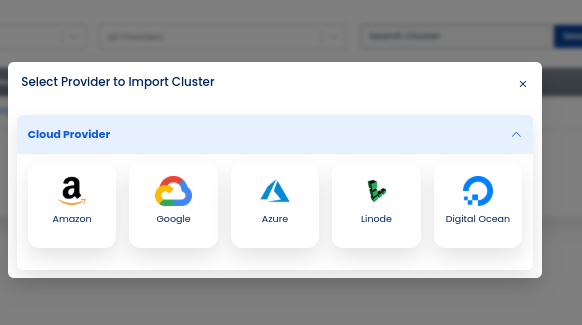 All Providers
Search Cluster
Select Provider to Import Cluster
Cloud Provider
Amazon
Google
Azure
Linode
Digital Ocean